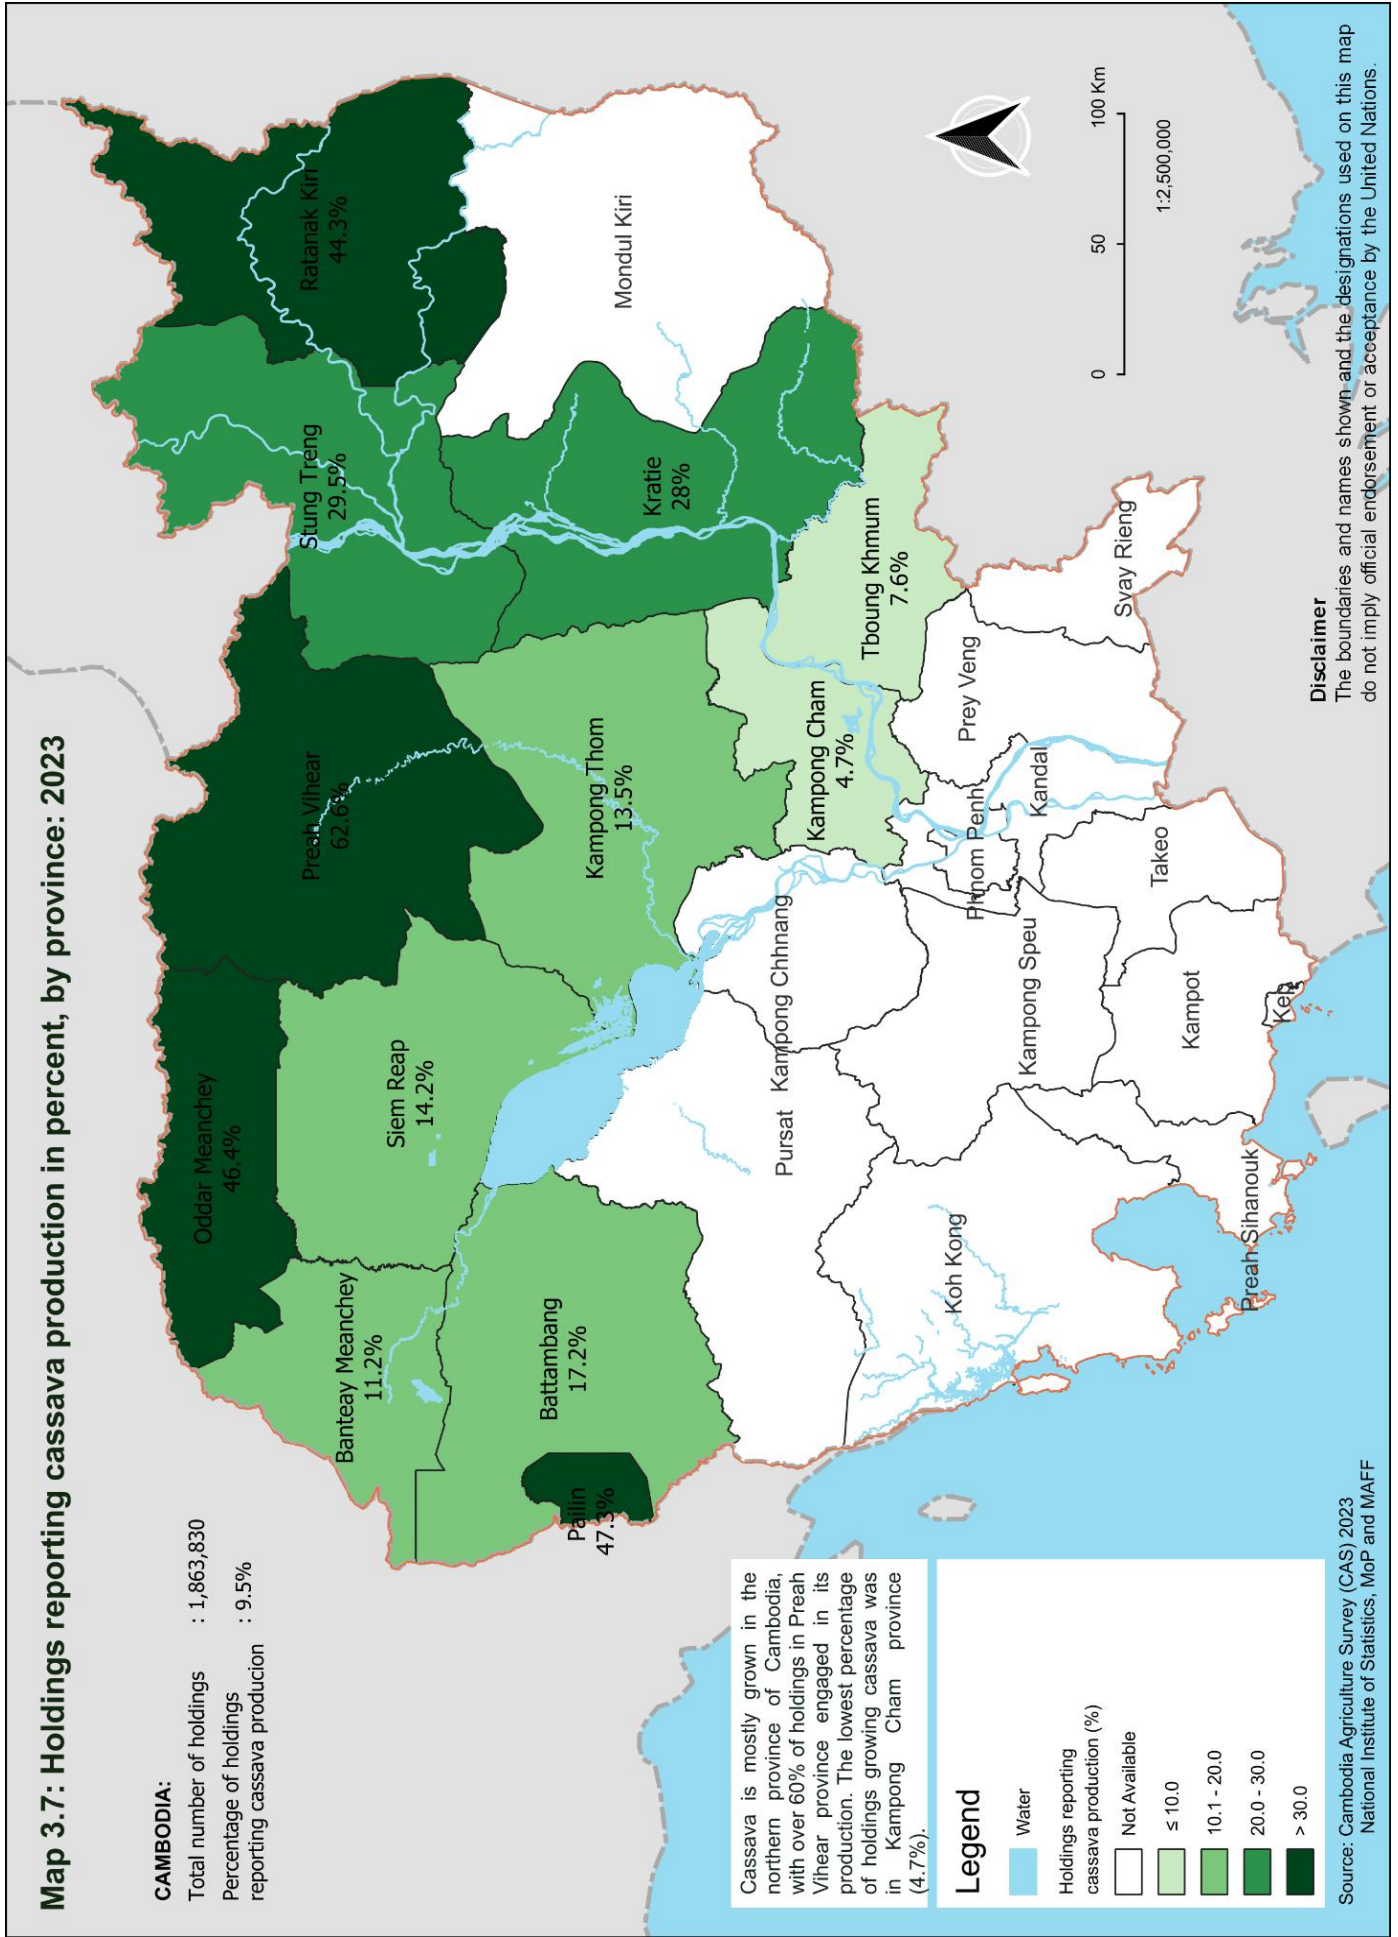 Map 3.7: Holdings reporting cassava production in percent, by province: 2023
CAMBODIA:
Total number of holdings : 1,863,830
Percentage of holdings
reporting cassava producion : 9.5%
Oddar Meanchey
46.4%
Preah Vihear
62.6%
Stung Treng
29.5%
Ratanak Kiri
44.3%
Banteay Meanchey
11.2%
Siem Reap
14.2%
Battambang
17.2%
Pailin
47.3%
Kampong Thom
13.5%
Kratie
28%
Mondul Kiri
Kampong Cham
4.7%
Tboung Khmum
7.6%
Pursat
Kampong Chhnang
Prey Veng
Phnom Penh
Kandal
Svay Rieng
Koh Kong
Kampong Speu
Takeo
Kampot
Kep
Preah Sihanouk
0 50 100 Km
1:2,500,000
Cassava is mostly grown in the
northern province of Cambodia,
with over 60% of holdings in Preah
Vihear province engaged in its
production. The lowest percentage
of holdings growing cassava was
in Kampong Cham province
(4.7%).
Legend
Water
Holdings reporting
cassava production (%)
Not Available
≤ 10.0
10.1 - 20.0
20.0 - 30.0
> 30.0
Source: Cambodia Agriculture Survey (CAS) 2023
National Institute of Statistics, MoP and MAFF
Disclaimer
The boundaries and names shown and the designations used on this map
do not imply official endorsement or acceptance by the United Nations.